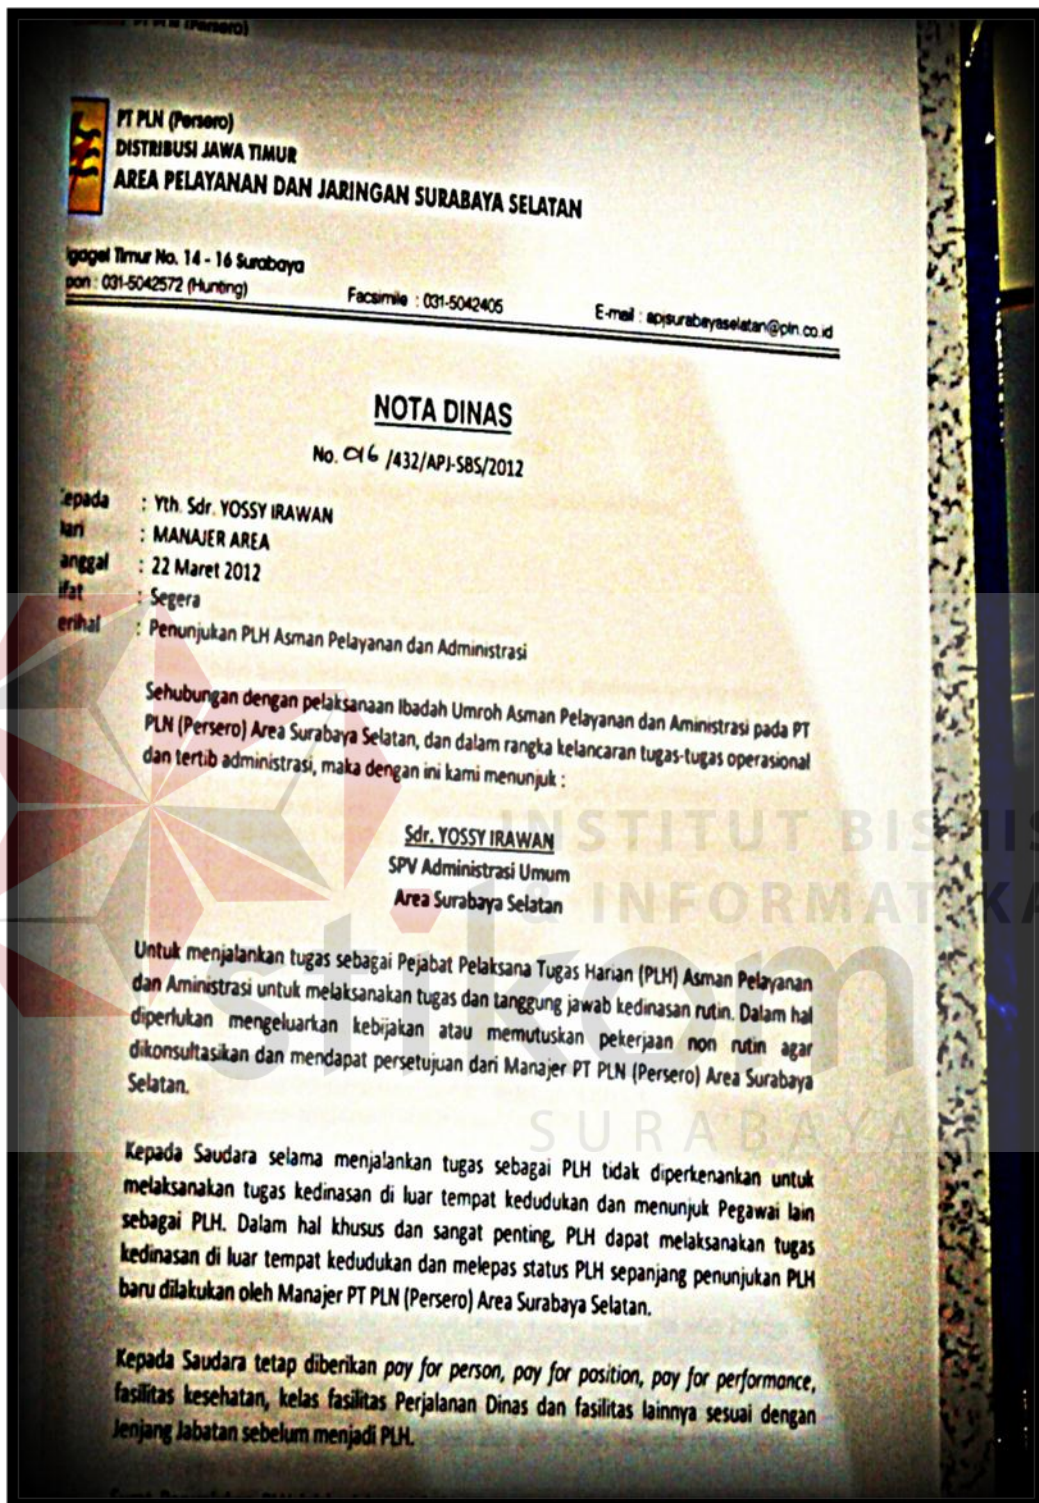 PT PLN (Persero)
DISTRIBUSI JAWA TIMUR
AREA PELAYANAN DAN JARINGAN SURABAYA SELATAN
gagel Timur No. 14 - 16 Surabaya
pon : 031-5042572 (Hunting) Facsimile : 031-5042405 E-mail : apjsurabayaselatan@pln.co.id
NOTA DINAS
No. 016 /432/APJ-SBS/2012
epada : Yth. Sdr. YOSSY IRAWAN
ari : MANAJER AREA
anggal : 22 Maret 2012
ifat : Segera
erihal : Penunjukan PLH Asman Pelayanan dan Administrasi
Sehubungan dengan pelaksanaan Ibadah Umroh Asman Pelayanan dan Aministrasi pada PT
PLN (Persero) Area Surabaya Selatan, dan dalam rangka kelancaran tugas-tugas operasional
dan tertib administrasi, maka dengan ini kami menunjuk :
Sdr. YOSSY IRAWAN
SPV Administrasi Umum
Area Surabaya Selatan
Untuk menjalankan tugas sebagai Pejabat Pelaksana Tugas Harian (PLH) Asman Pelayanan
dan Aministrasi untuk melaksanakan tugas dan tanggung jawab kedinasan rutin. Dalam hal
diperlukan mengeluarkan kebijakan atau memutuskan pekerjaan non rutin agar
dikonsultasikan dan mendapat persetujuan dari Manajer PT PLN (Persero) Area Surabaya
Selatan.
Kepada Saudara selama menjalankan tugas sebagai PLH tidak diperkenankan untuk
melaksanakan tugas kedinasan di luar tempat kedudukan dan menunjuk Pegawai lain
sebagai PLH. Dalam hal khusus dan sangat penting, PLH dapat melaksanakan tugas
kedinasan di luar tempat kedudukan dan melepas status PLH sepanjang penunjukan PLH
baru dilakukan oleh Manajer PT PLN (Persero) Area Surabaya Selatan.
Kepada Saudara tetap diberikan pay for person, pay for position, pay for performance,
fasilitas kesehatan, kelas fasilitas Perjalanan Dinas dan fasilitas lainnya sesuai dengan
Jenjang Jabatan sebelum menjadi PLH.
INSTITUT BISNIS
& INFORMATIKA
stikom
SURABAYA